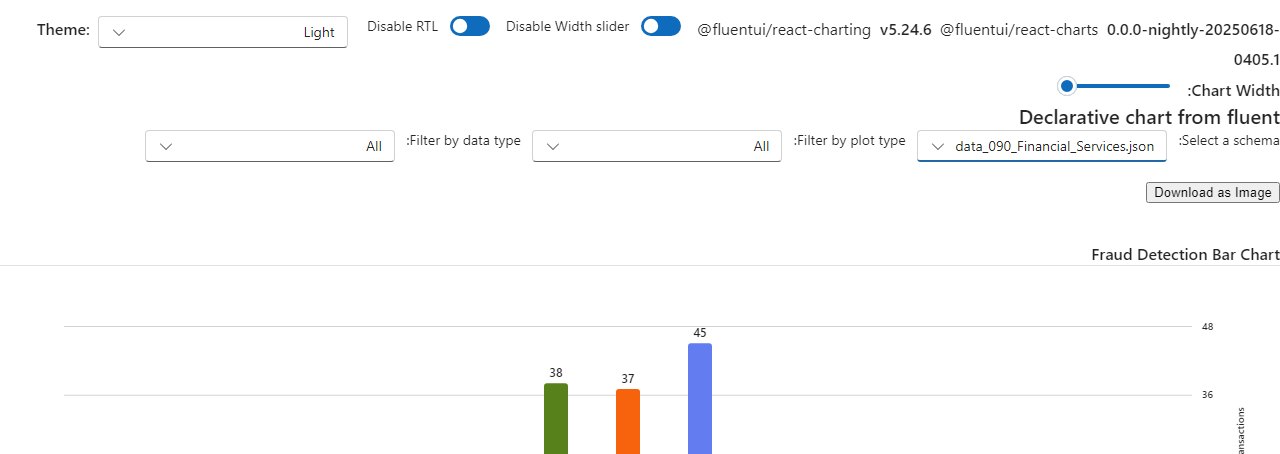 Theme: Light Disable RTL Disable Width slider @fluentui/react-charting v5.24.6 @fluentui/react-charts 0.0.0-nightly-20250618-
0405.1
:Chart Width
Declarative chart from fluent
:Select a schema data_090_Financial_Services.json :Filter by plot type All :Filter by data type All
Download as Image
Fraud Detection Bar Chart
48
45
38
37
36